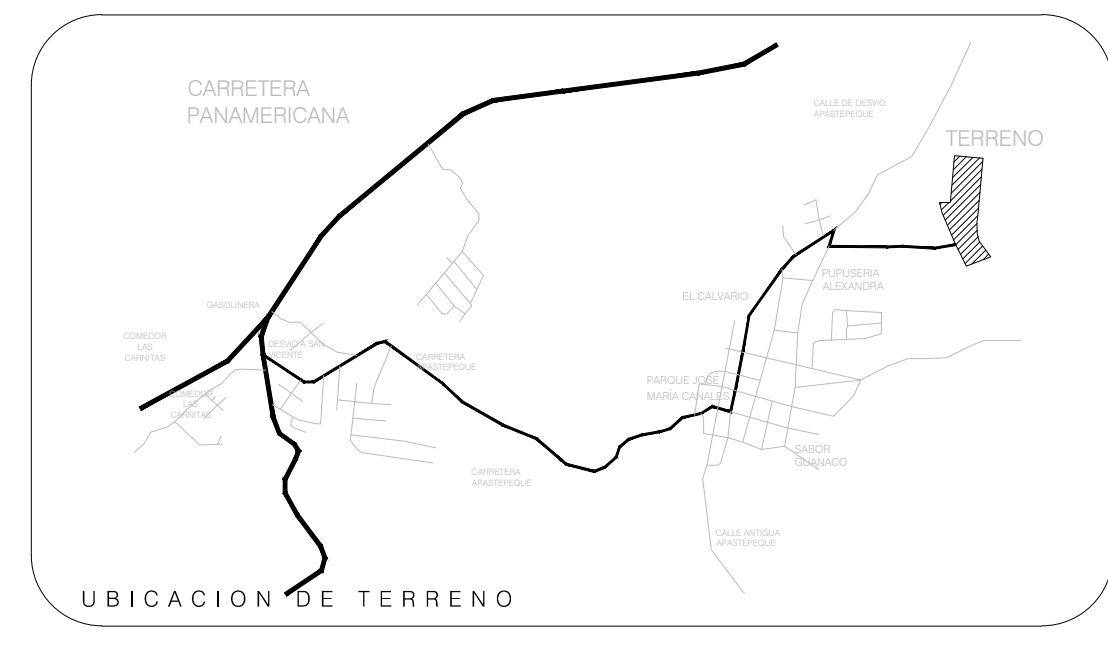 CARRETERA
PANAMERICANA
CALLE DE DESVIO
APASTEPEQUE
TERRENO
PUPUSERIA
ALEXANDRA
EL CALVARIO
GASOLINERA
COMEDOR
LAS
CARNITAS
DESVIO A SAN
VICENTE
CARRETERA
APASTEPEQUE
COMEDOR
LAS
CARNITAS
PARQUE JOSÉ
MARÍA CANALES
SABOR
GUANACO
CARRETERA
APASTEPEQUE
CALLE ANTIGUA
APASTEPEQUE
UBICACION DE TERRENO